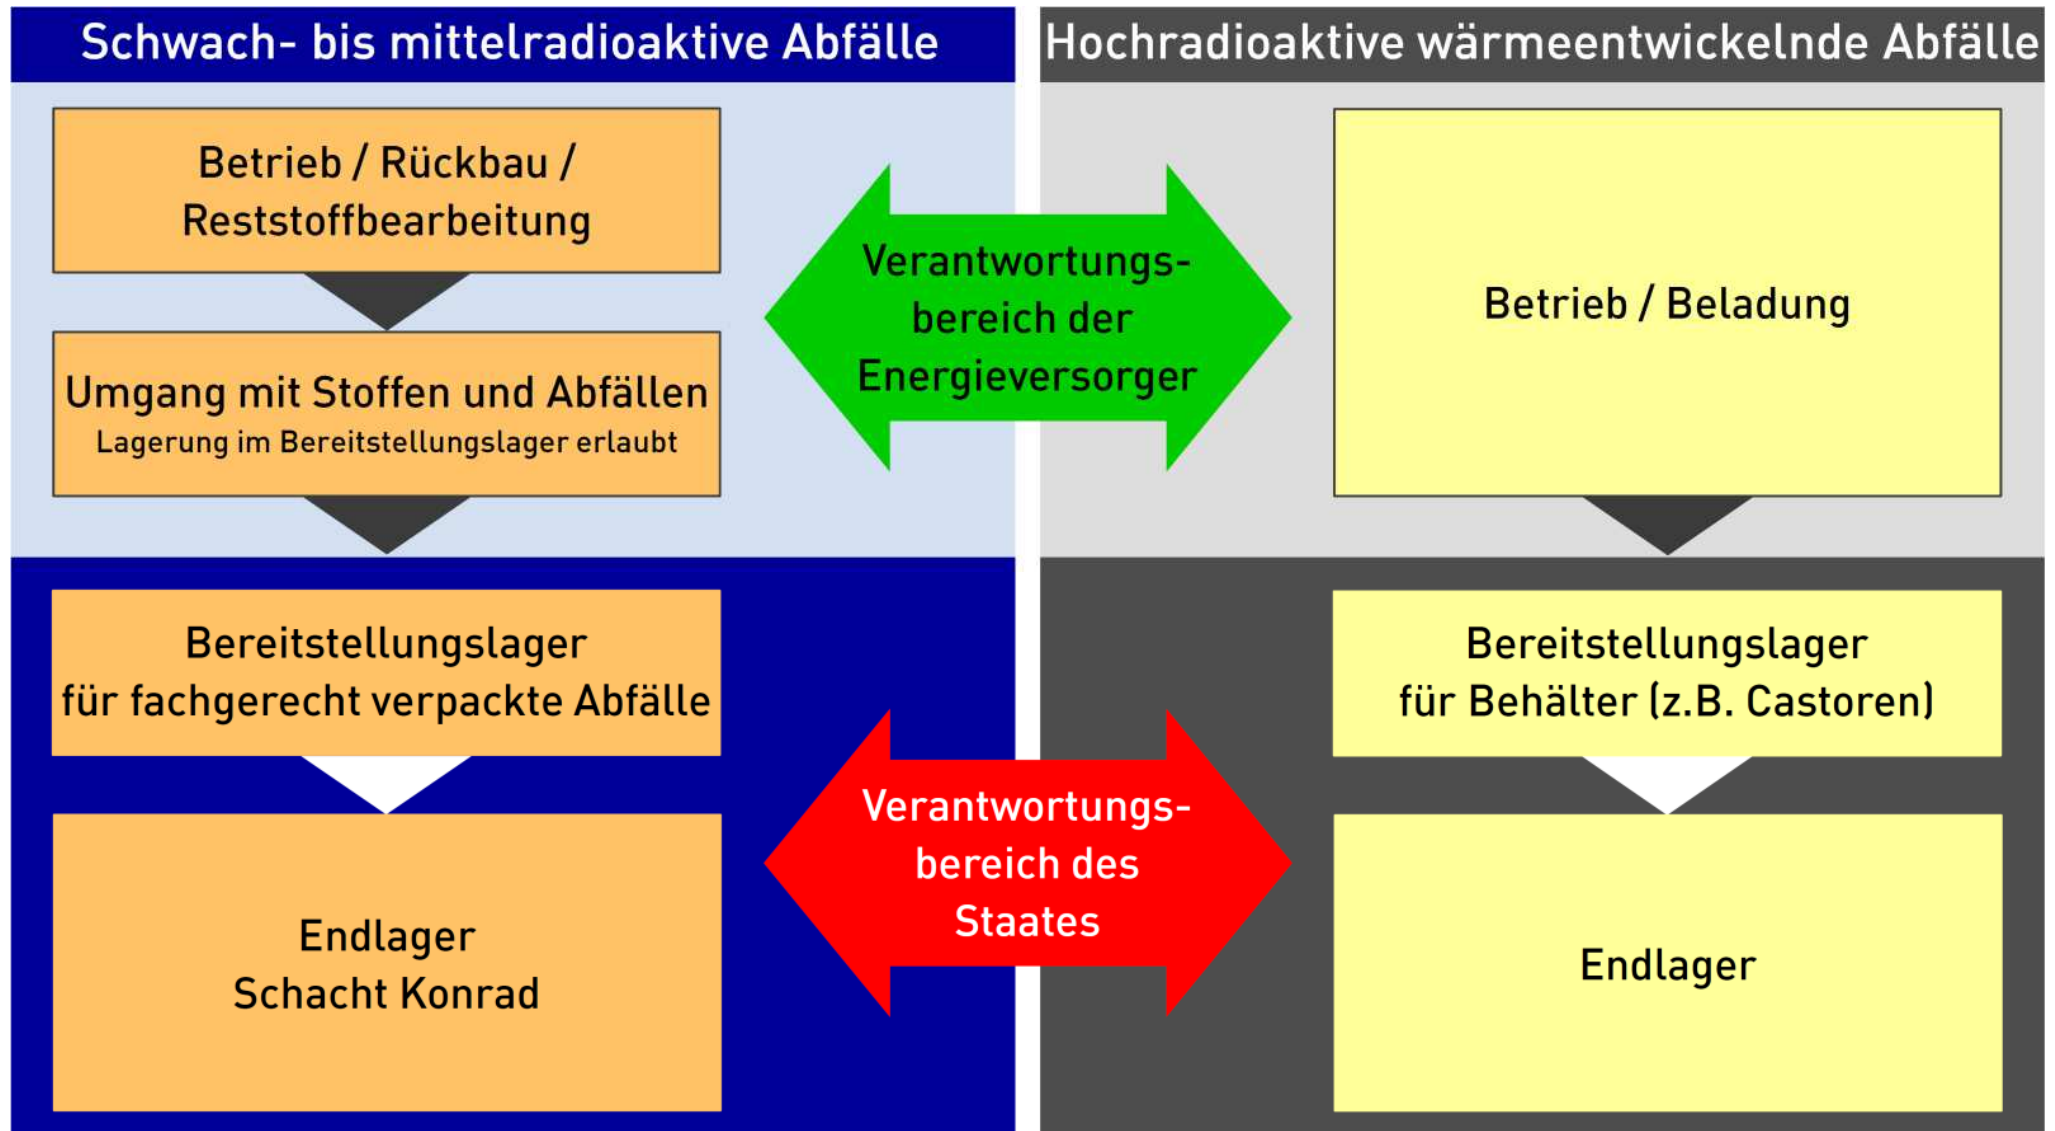 Schwach- bis mittelradioaktive Abfälle
Betrieb / Rückbau /
Reststoffbearbeitung
Umgang mit Stoffen und Abfällen
Lagerung im Bereitstellungslager erlaubt
Bereitstellungslager
für fachgerecht verpackte Abfälle
Endlager
Schacht Konrad
Verantwortungs-
bereich der
Energieversorger
Verantwortungs-
bereich des
Staates
Hochradioaktive wärmeentwickelnde Abfälle
Betrieb / Beladung
Bereitstellungslager
für Behälter (z.B. Castoren)
Endlager